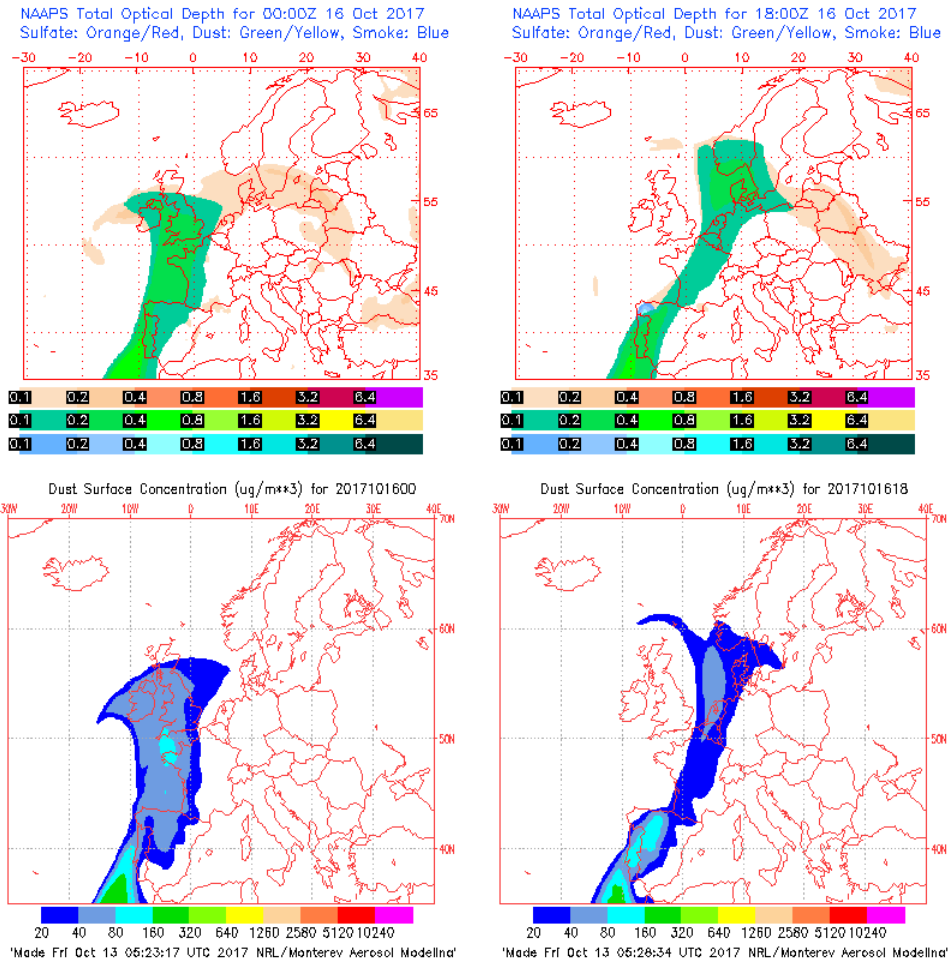 NAAPS Total Optical Depth for 00:00Z 16 Oct 2017
Sulfate: Orange/Red, Dust: Green/Yellow, Smoke: Blue
-30 -20 -10 0 10 20 30 40
65
55
45
35
0.1 0.2 0.4 0.8 1.6 3.2 6.4
0.1 0.2 0.4 0.8 1.6 3.2 6.4
0.1 0.2 0.4 0.8 1.6 3.2 6.4
NAAPS Total Optical Depth for 18:00Z 16 Oct 2017
Sulfate: Orange/Red, Dust: Green/Yellow, Smoke: Blue
-30 -20 -10 0 10 20 30 40
65
55
45
35
0.1 0.2 0.4 0.8 1.6 3.2 6.4
0.1 0.2 0.4 0.8 1.6 3.2 6.4
0.1 0.2 0.4 0.8 1.6 3.2 6.4
Dust Surface Concentration (ug/m**3) for 2017101600
30W 20W 10W 0 10E 20E 30E 40E
70N
60N
50N
40N
20 40 80 160 320 640 1260 2580 5120 10240
'Made Fri Oct 13 05:23:17 UTC 2017 NRL/Monterey Aerosol Modeling'
Dust Surface Concentration (ug/m**3) for 2017101618
30W 20W 10W 0 10E 20E 30E 40E
70N
60N
50N
40N
20 40 80 160 320 640 1260 2580 5120 10240
'Made Fri Oct 13 05:26:34 UTC 2017 NRL/Monterey Aerosol Modeling'